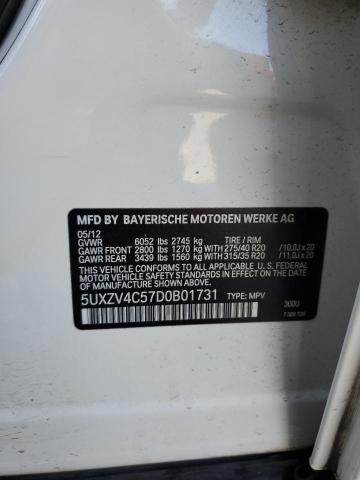 MFD BY BAYERISCHE MOTOREN WERKE AG
05/12
GVWR 6052 lbs 2745 kg TIRE / RIM
GAWR FRONT 2800 lbs 1270 kg WITH 275/40 R20 /10.0J x 20
GAWR REAR 3439 lbs 1560 kg WITH 315/35 R20 /11.0J x 20
THIS VEHICLE CONFORMS TO ALL APPLICABLE U.S. FEDERAL MOTOR
VEHICLE SAFETY STANDARDS IN EFFECT ON THE DATE OF
MANUFACTURE SHOWN ABOVE.
5UXZV4C57D0B01731 TYPE: MPV
300U